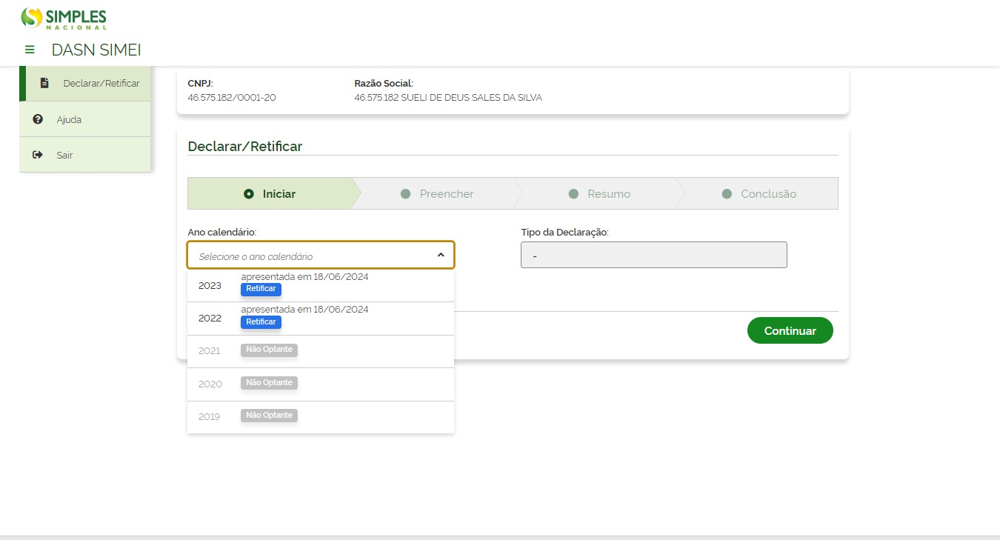 SIMPLES
NACIONAL
DASN SIMEI
Declarar/Retificar
Ajuda
Sair
CNPJ:
46.575.182/0001-20
Razão Social:
46.575.182 SUELI DE DEUS SALES DA SILVA
Declarar/Retificar
Iniciar
Preencher
Resumo
Conclusão
Ano calendário:
Selecione o ano calendário
Tipo da Declaração:
-
2023 apresentada em 18/06/2024
Retificar
2022 apresentada em 18/06/2024
Retificar
2021 Não Optante
2020 Não Optante
2019 Não Optante
Continuar